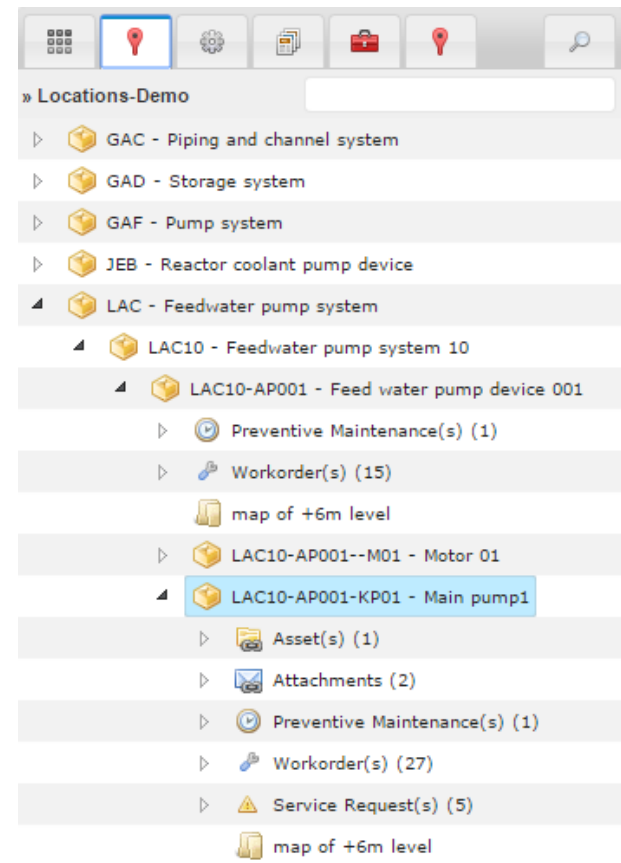 » Locations-Demo
GAC - Piping and channel system
GAD - Storage system
GAF - Pump system
JEB - Reactor coolant pump device
LAC - Feedwater pump system
LAC10 - Feedwater pump system 10
LAC10-AP001 - Feed water pump device 001
Preventive Maintenance(s) (1)
Workorder(s) (15)
map of +6m level
LAC10-AP001--M01 - Motor 01
LAC10-AP001-KP01 - Main pump1
Asset(s) (1)
Attachments (2)
Preventive Maintenance(s) (1)
Workorder(s) (27)
Service Request(s) (5)
map of +6m level